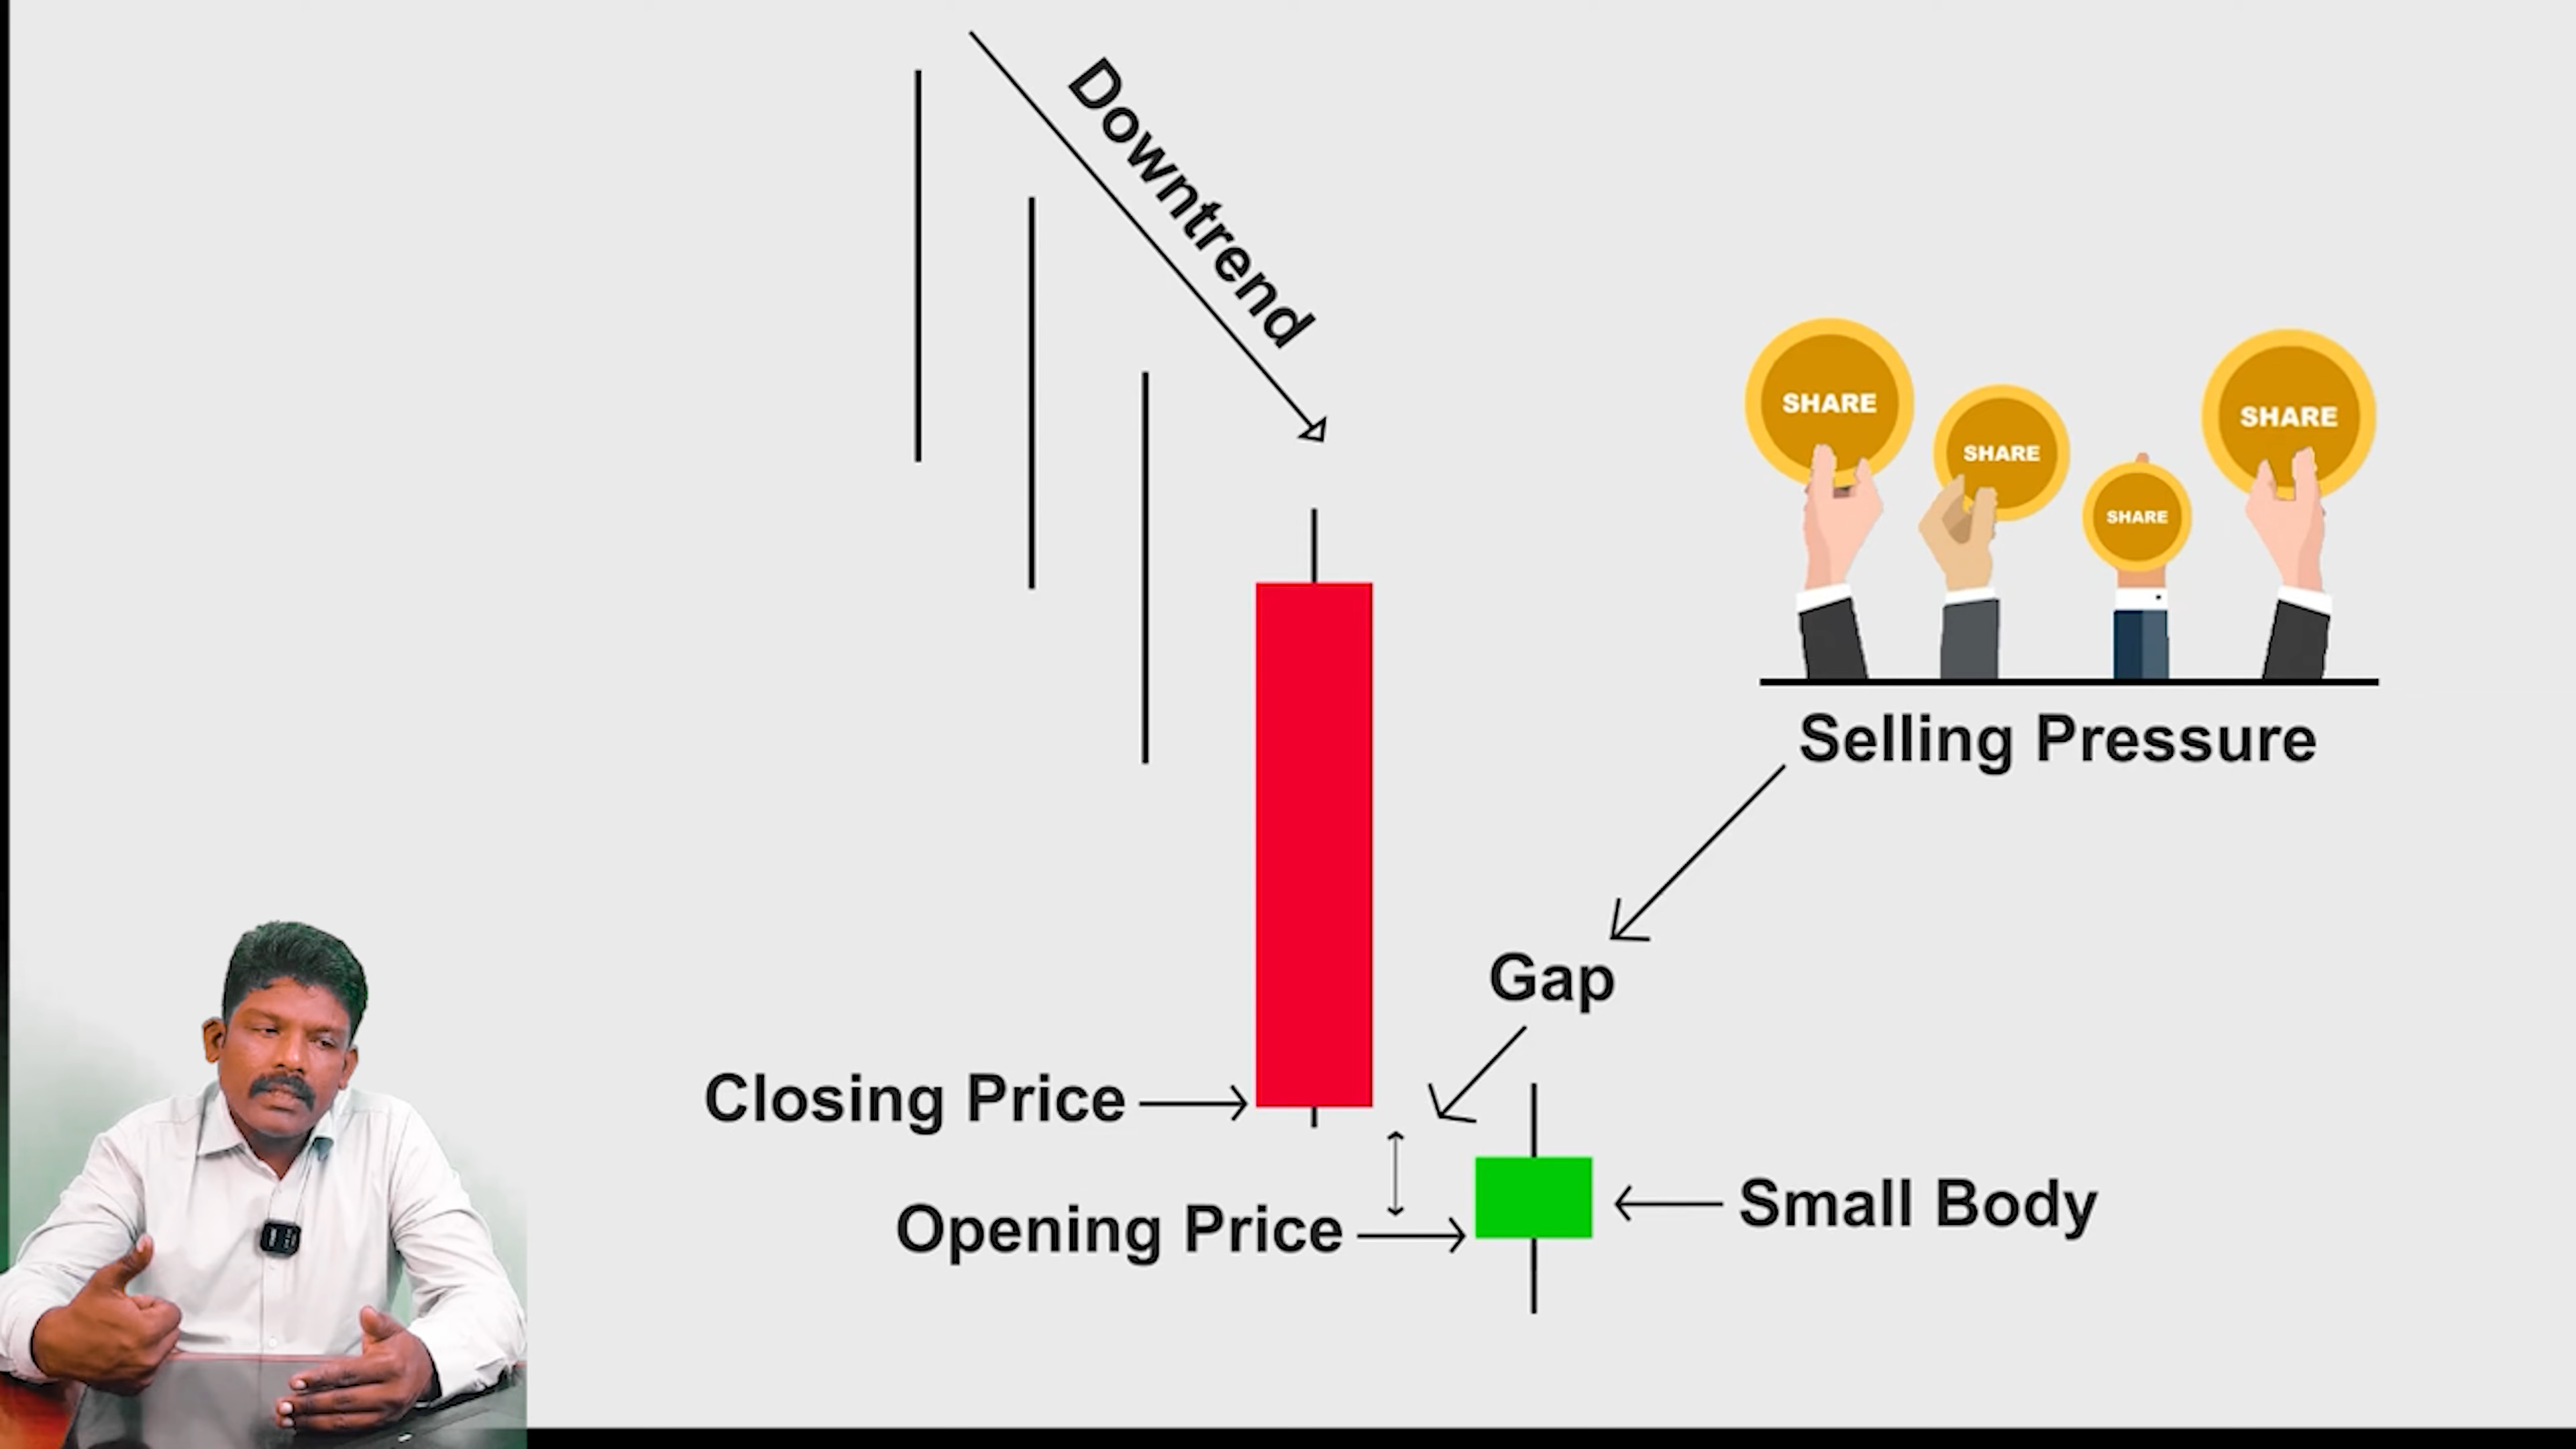 Downtrend
SHARE
SHARE
SHARE
SHARE
Selling Pressure
Gap
Closing Price
Opening Price
Small Body